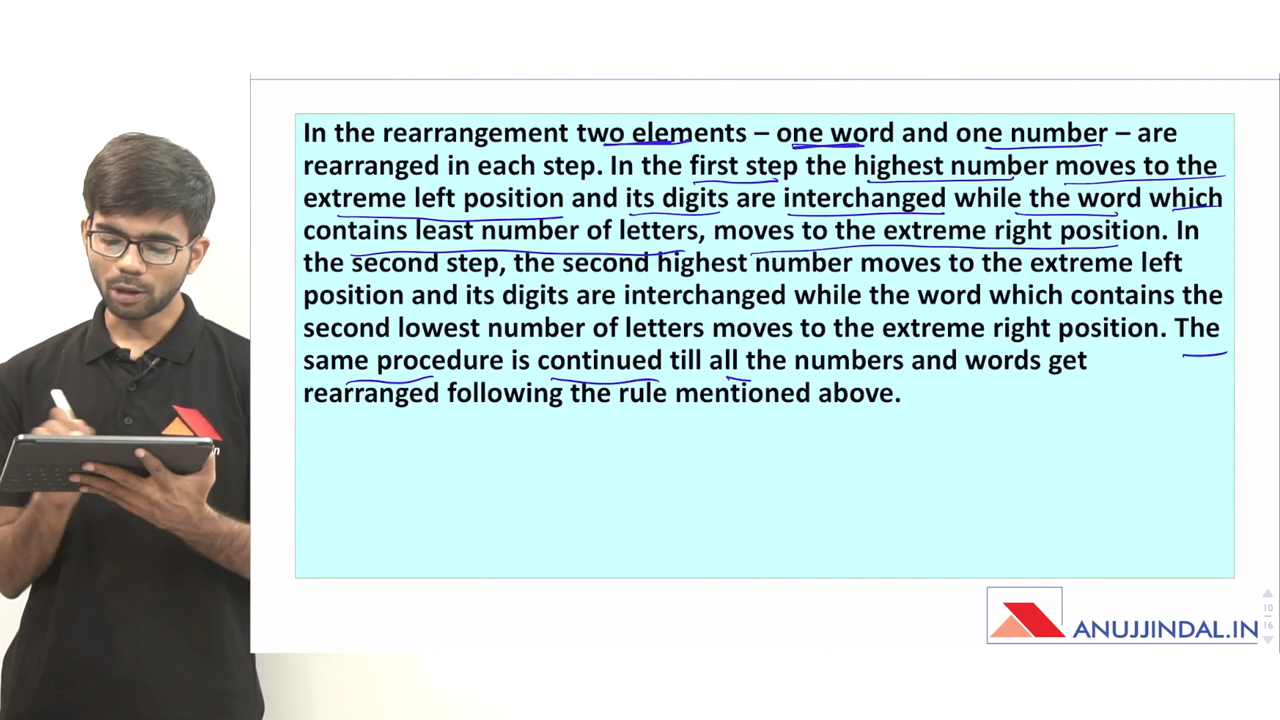 In the rearrangement two elements – one word and one number – are
rearranged in each step. In the first step the highest number moves to the
extreme left position and its digits are interchanged while the word which
contains least number of letters, moves to the extreme right position. In
the second step, the second highest number moves to the extreme left
position and its digits are interchanged while the word which contains the
second lowest number of letters moves to the extreme right position. The
same procedure is continued till all the numbers and words get
rearranged following the rule mentioned above.
ANUJJINDAL.IN
10
16